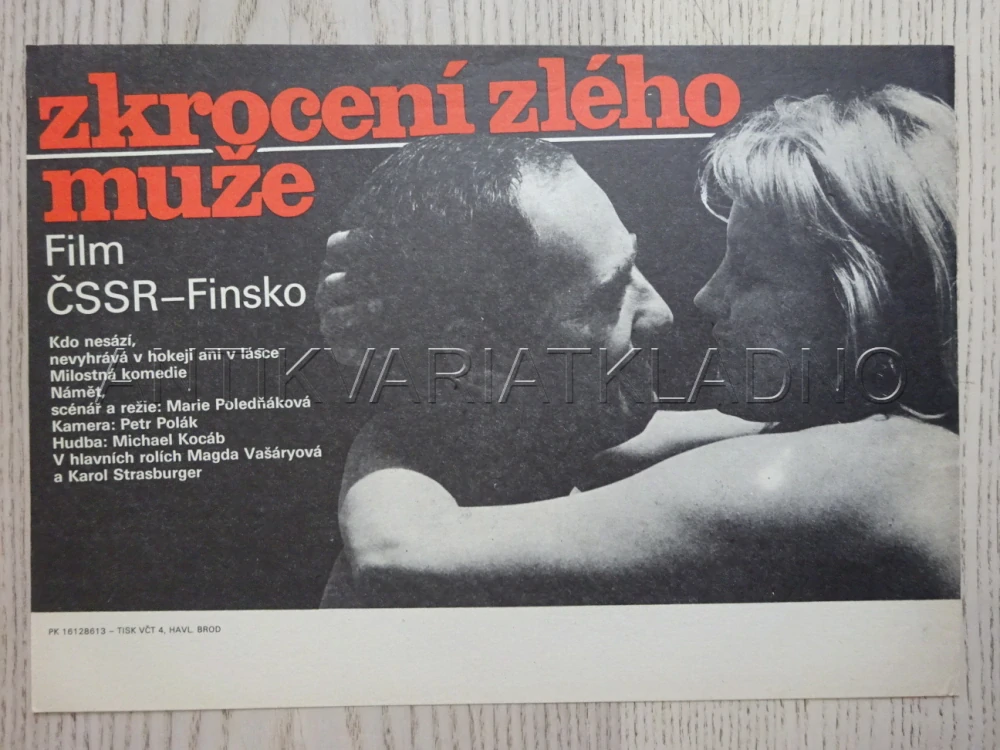 zkrocení zlého
muže
Film
ČSSR–Finsko
Kdo nesází,
nevyhrává v hokeji ani v lásce
Milostná komedie
Námět,
scénář a režie: Marie Poledňáková
Kamera: Petr Polák
Hudba: Michael Kocáb
V hlavních rolích Magda Vašáryová
a Karol Strasburger
ANTIKVARIATKLADNO
PK 16128613 – TISK VČT 4, HAVL. BROD